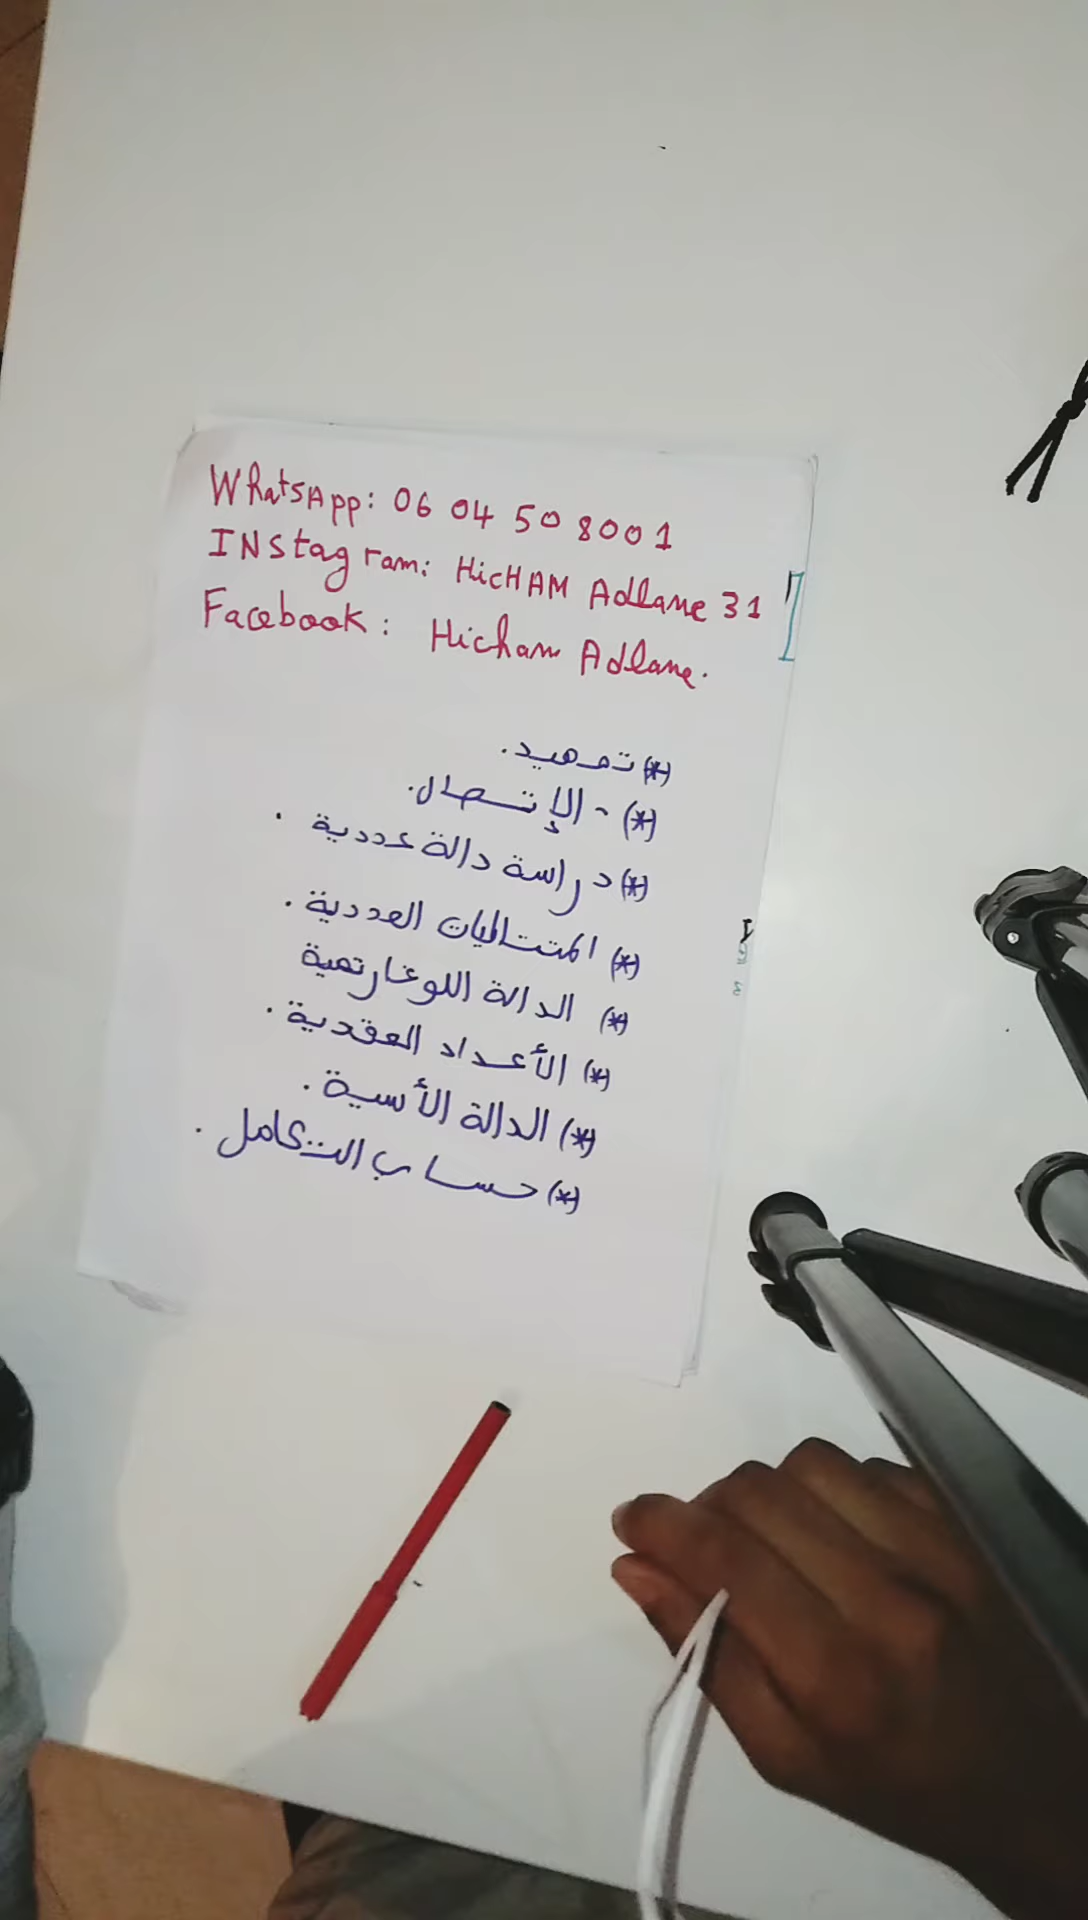 WhatsApp: 06 04 50 8001
INstagram: HicHAM Adlane 31
Facebook: Hicham Adlane.
(*) تمهيد.
(*) - الإتصال.
(*) دراسة دالة عددية.
(*) المتتاليات العددية.
(*) الدالة اللوغارتمية
(*) الأعداد العقدية.
(*) الدالة الأسية.
(*) حساب التكامل.